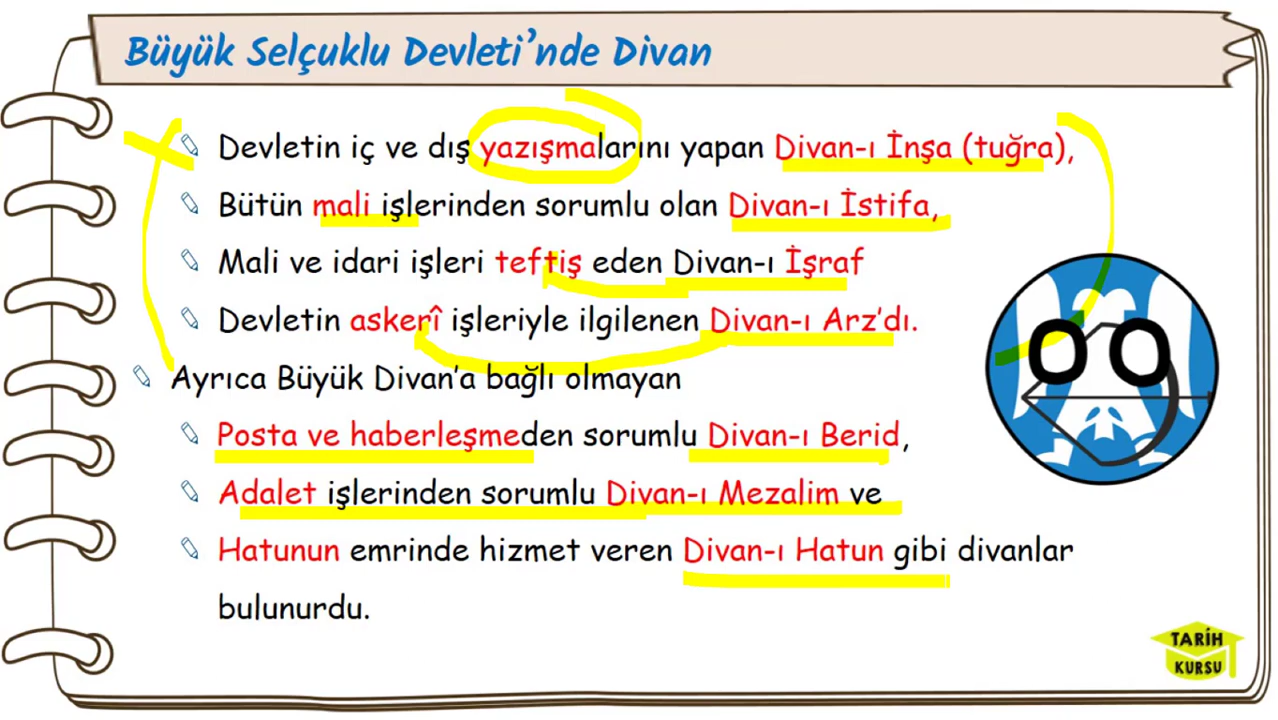 Büyük Selçuklu Devleti'nde Divan
Devletin iç ve dış yazışmalarını yapan Divan-ı İnşa (tuğra),
Bütün mali işlerinden sorumlu olan Divan-ı İstifa,
Mali ve idari işleri teftiş eden Divan-ı İşraf
Devletin askerî işleriyle ilgilenen Divan-ı Arz'dı.
Ayrıca Büyük Divan'a bağlı olmayan
Posta ve haberleşmeden sorumlu Divan-ı Berid,
Adalet işlerinden sorumlu Divan-ı Mezalim ve
Hatunun emrinde hizmet veren Divan-ı Hatun gibi divanlar
bulunurdu.
TARİH
KURSU